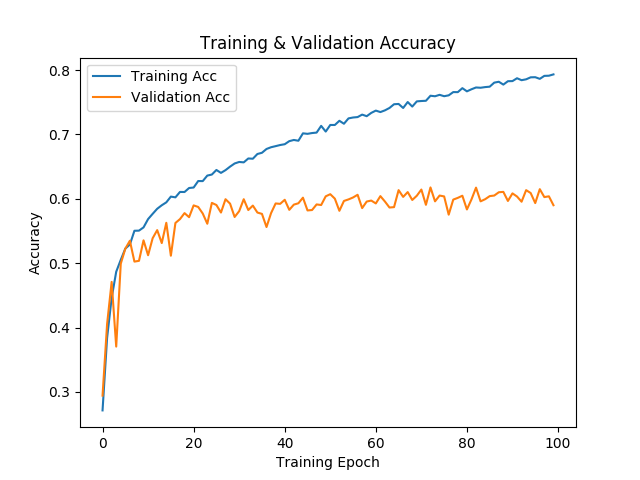 Training & Validation Accuracy
Training Acc
Validation Acc
0.8
0.7
0.6
0.5
0.4
0.3
Accuracy
0 20 40 60 80 100
Training Epoch